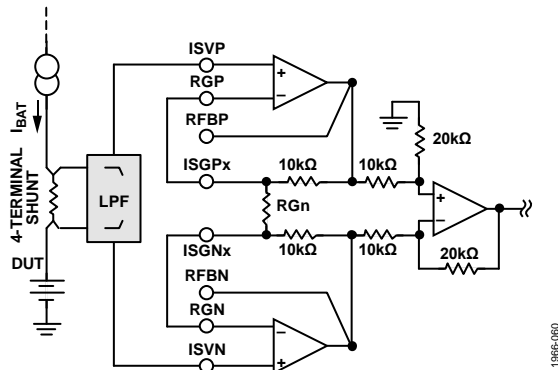 ISVP
RGP
RFBP
ISGPx
IBAT
4-TERMINAL
SHUNT
LPF
DUT
10kΩ
10kΩ
20kΩ
RGn
ISGNx
10kΩ
10kΩ
20kΩ
RFBN
RGN
ISVN
+
−
+
−
−
+
1966-060